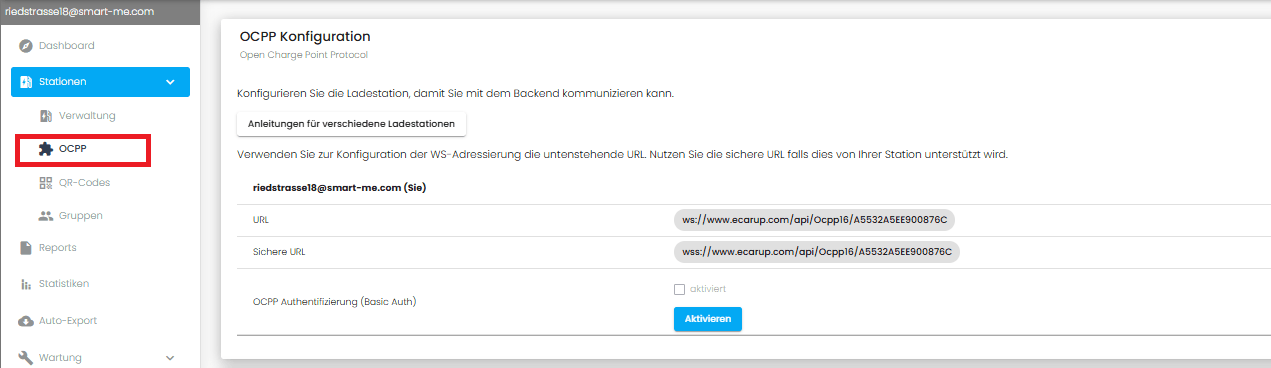 riedstrasse18@smart-me.com
Dashboard
Stationen
Verwaltung
OCPP
QR-Codes
Gruppen
Reports
Statistiken
Auto-Export
Wartung
OCPP Konfiguration
Open Charge Point Protocol
Konfigurieren Sie die Ladestation, damit Sie mit dem Backend kommunizieren kann.
Anleitungen für verschiedene Ladestationen
Verwenden Sie zur Konfiguration der WS-Adressierung die untenstehende URL. Nutzen Sie die sichere URL falls dies von Ihrer Station unterstützt wird.
riedstrasse18@smart-me.com (Sie)
URL ws://www.ecarup.com/api/Ocpp16/A5532A5EE900876C
Sichere URL wss://www.ecarup.com/api/Ocpp16/A5532A5EE900876C
OCPP Authentifizierung (Basic Auth) aktiviert
Aktivieren